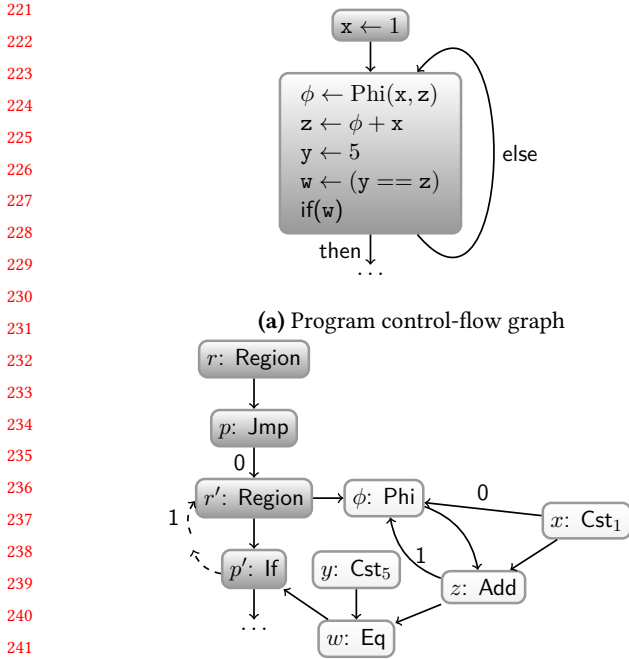 221
x ← 1
222
223
224
ϕ ← Phi(x, z)
225
z ← ϕ + x
226
y ← 5
else
227
w ← (y == z)
if(w)
228
then
229
...
230
231
(a) Program control-flow graph
232
r: Region
233
234
p: Jmp
235
0
236
r′: Region
ϕ: Phi
0
237
1
x: Cst₁
238
1
p′: If
y: Cst₅
239
z: Add
240
...
241
w: Eq